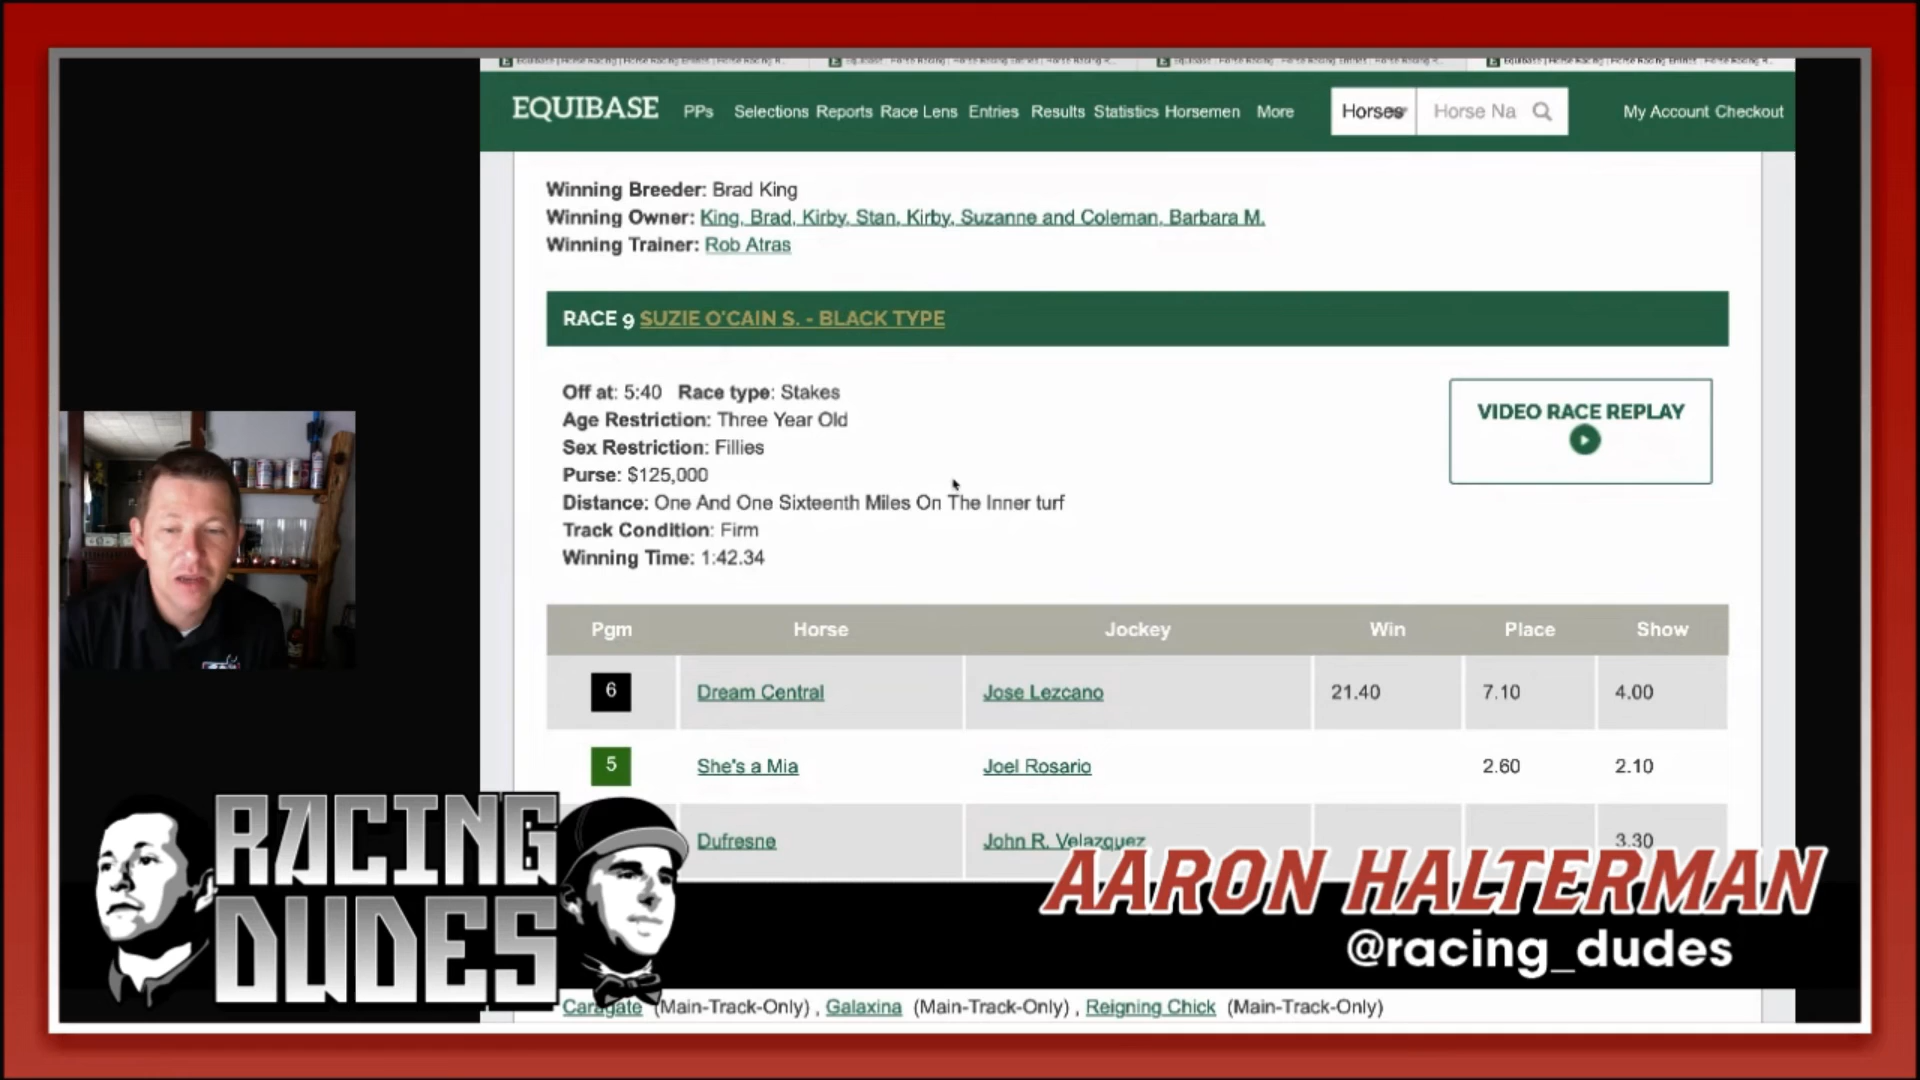 EQUIBASE PPs Selections Reports Race Lens Entries Results Statistics Horsemen More Horses Horse Na My Account Checkout
Winning Breeder: Brad King
Winning Owner: King, Brad, Kirby, Stan, Kirby, Suzanne and Coleman, Barbara M.
Winning Trainer: Rob Atras
RACE 9 SUZIE O'CAIN S. - BLACK TYPE
Off at: 5:40 Race type: Stakes
Age Restriction: Three Year Old
Sex Restriction: Fillies
Purse: $125,000
Distance: One And One Sixteenth Miles On The Inner turf
Track Condition: Firm
Winning Time: 1:42.34
VIDEO RACE REPLAY
Pgm Horse Jockey Win Place Show
6 Dream Central Jose Lezcano 21.40 7.10 4.00
5 She's a Mia Joel Rosario 2.60 2.10
Dufresne John R. Velazquez 3.30
RACING
DUDES
AARON HALTERMAN
@racing_dudes
Caragate (Main-Track-Only) , Galaxina (Main-Track-Only) , Reigning Chick (Main-Track-Only)